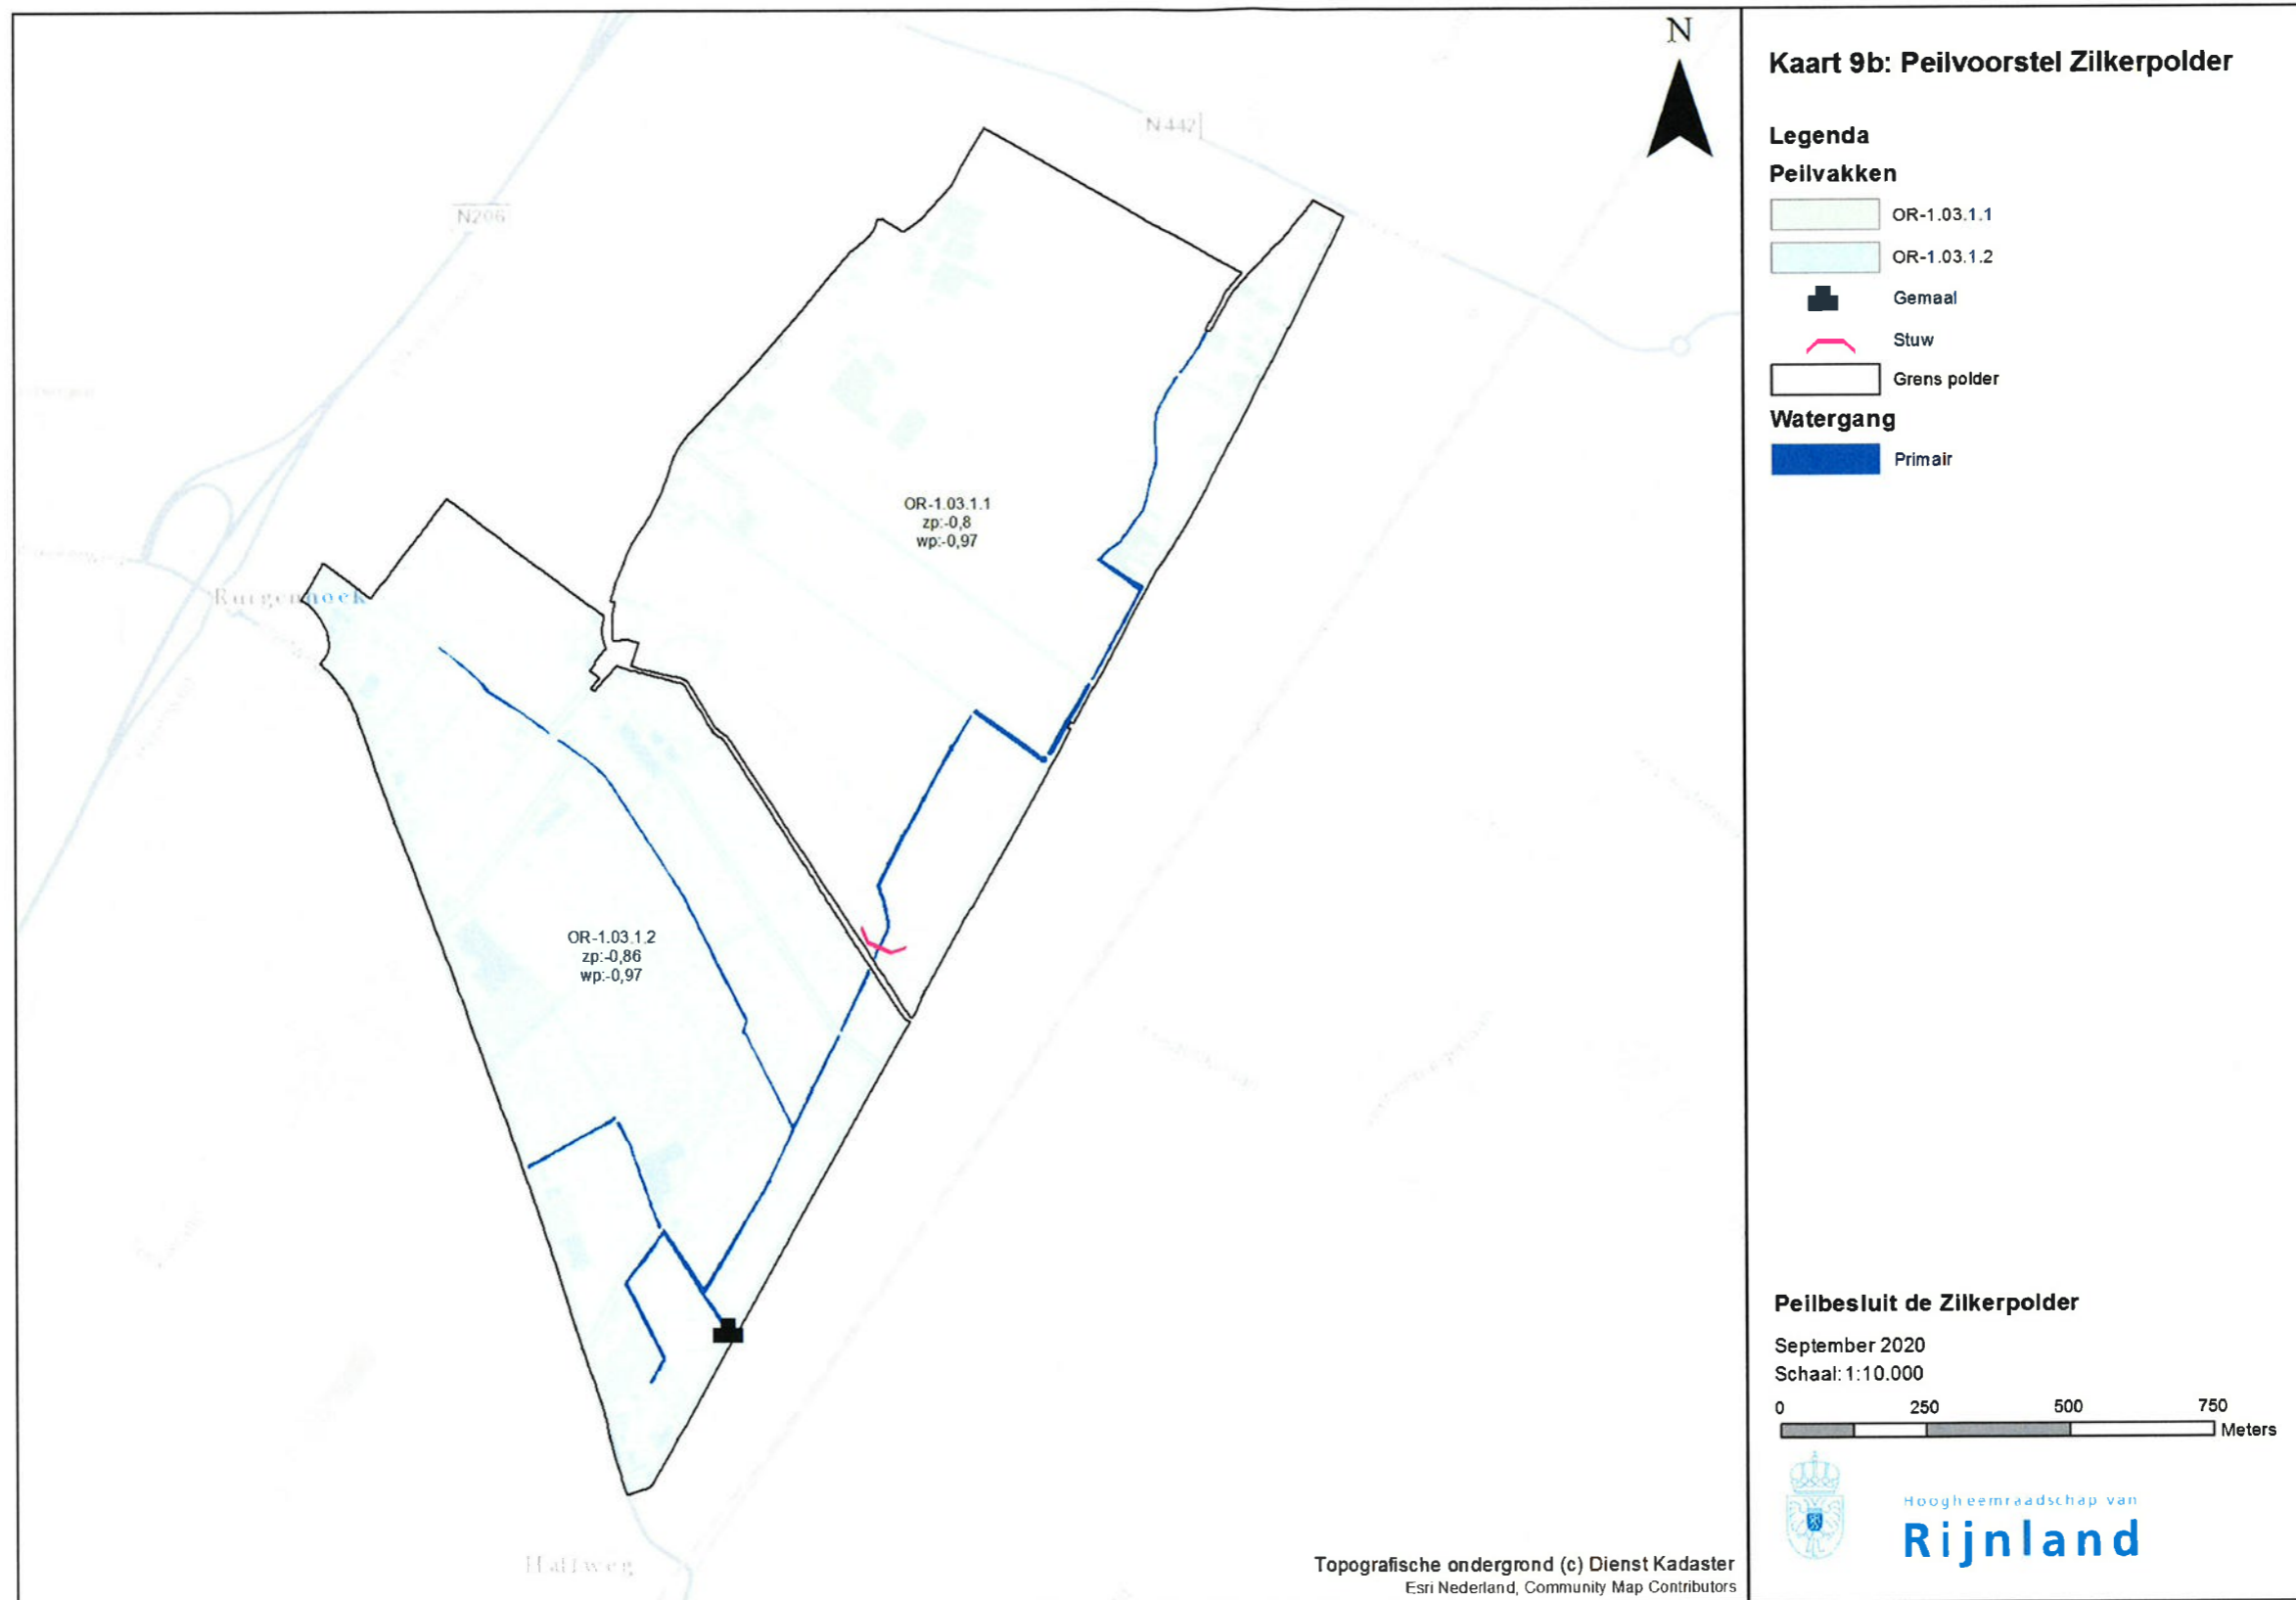 N
N442
N206
Ruigenhoek
OR-1.03.1.1
zp:-0,8
wp:-0,97
OR-1.03.1.2
zp:-0,86
wp:-0,97
Halfweg
Topografische ondergrond (c) Dienst Kadaster
Esri Nederland, Community Map Contributors
Kaart 9b: Peilvoorstel Zilkerpolder
Legenda
Peilvakken
OR-1.03.1.1
OR-1.03.1.2
Gemaal
Stuw
Grens polder
Watergang
Primair
Peilbesluit de Zilkerpolder
September 2020
Schaal: 1:10.000
0 250 500 750
Meters
Hoogheemraadschap van
Rijnland